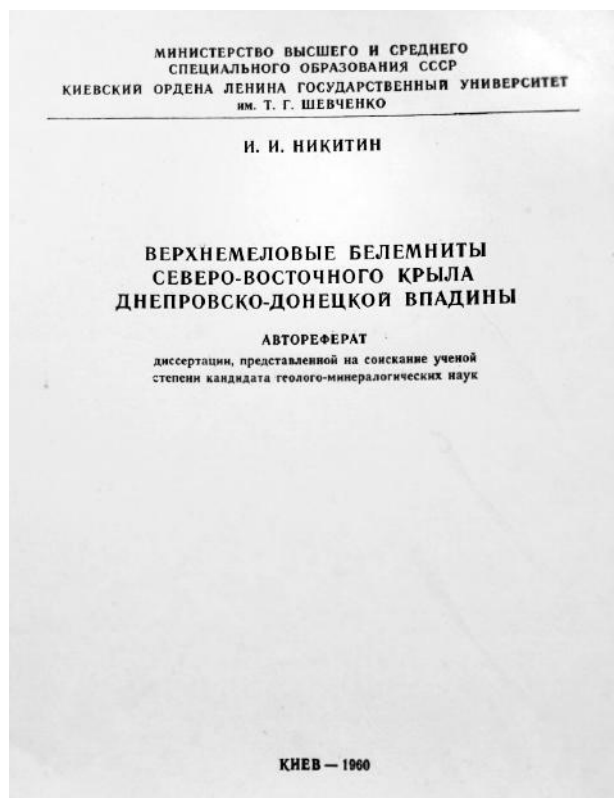 МИНИСТЕРСТВО ВЫСШЕГО И СРЕДНЕГО
СПЕЦИАЛЬНОГО ОБРАЗОВАНИЯ СССР
КИЕВСКИЙ ОРДЕНА ЛЕНИНА ГОСУДАРСТВЕННЫЙ УНИВЕРСИТЕТ
им. Т. Г. ШЕВЧЕНКО
И. И. НИКИТИН
ВЕРХНЕМЕЛОВЫЕ БЕЛЕМНИТЫ
СЕВЕРО-ВОСТОЧНОГО КРЫЛА
ДНЕПРОВСКО-ДОНЕЦКОЙ ВПАДИНЫ
АВТОРЕФЕРАТ
диссертации, представленной на соискание ученой
степени кандидата геолого-минералогических наук
КИЕВ — 1960